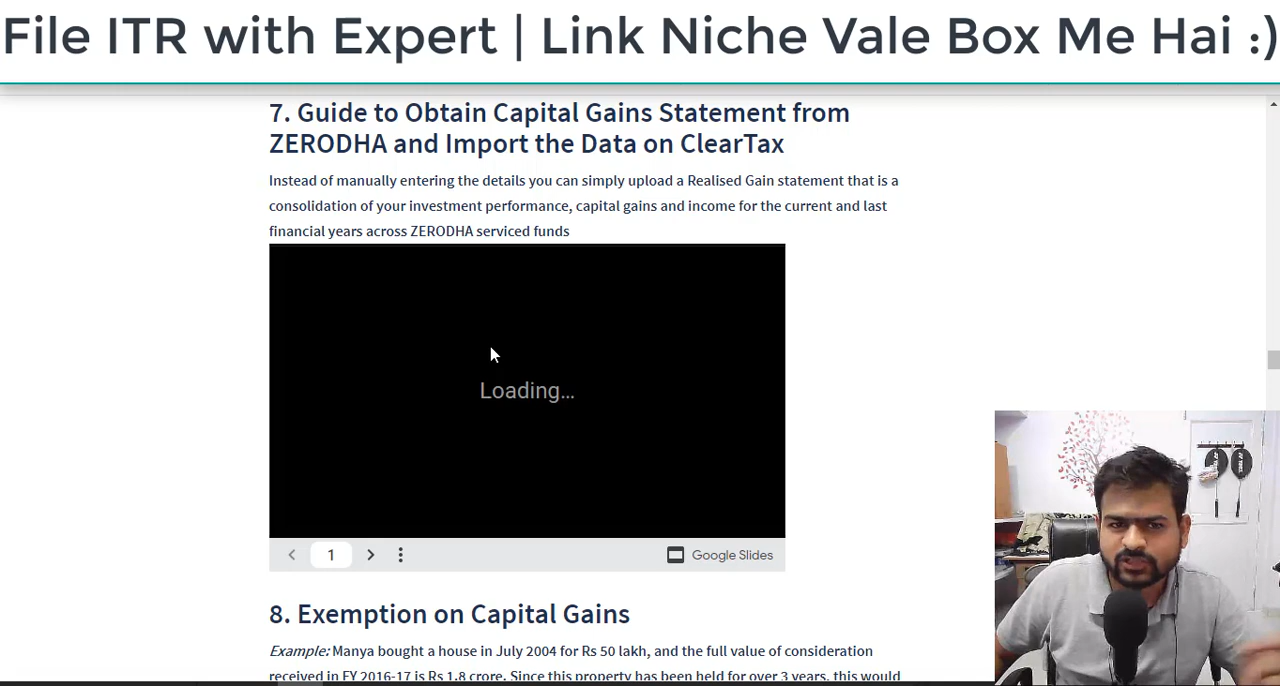 File ITR with Expert | Link Niche Vale Box Me Hai :)
7. Guide to Obtain Capital Gains Statement from
ZERODHA and Import the Data on ClearTax
Instead of manually entering the details you can simply upload a Realised Gain statement that is a
consolidation of your investment performance, capital gains and income for the current and last
financial years across ZERODHA serviced funds
Loading...
1
Google Slides
8. Exemption on Capital Gains
Example: Manya bought a house in July 2004 for Rs 50 lakh, and the full value of consideration
received in FY 2016-17 is Rs 1.8 crore. Since this property has been held for over 3 years, this would